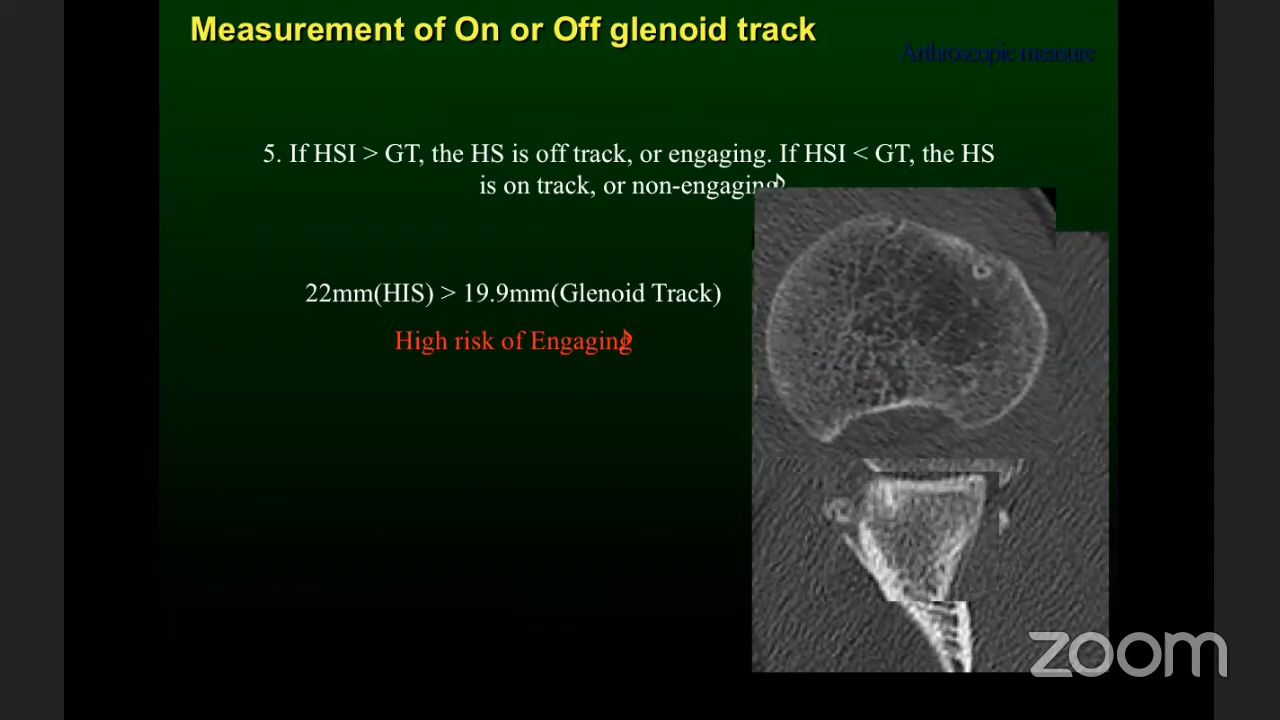 Measurement of On or Off glenoid track
Arthroscopic measure
5. If HSI > GT, the HS is off track, or engaging. If HSI < GT, the HS
is on track, or non-engaging
22mm(HIS) > 19.9mm(Glenoid Track)
High risk of Engaging
zoom